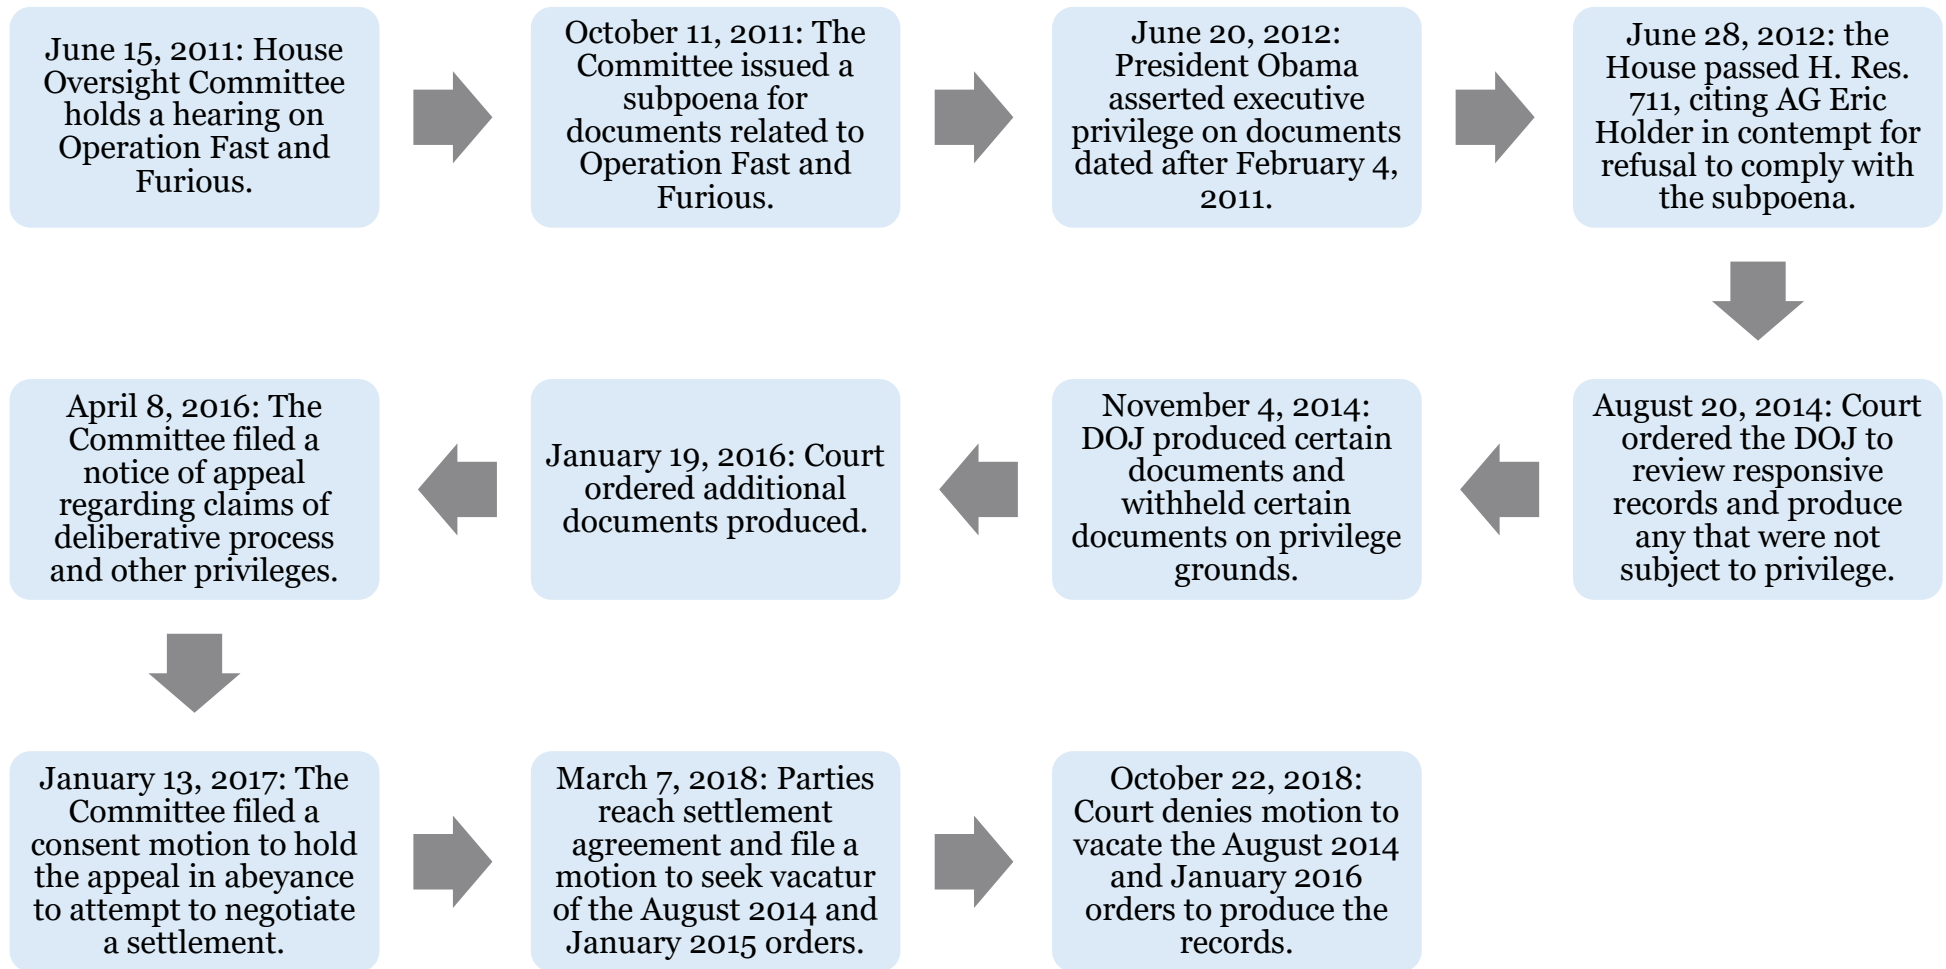 June 15, 2011: House
Oversight Committee
holds a hearing on
Operation Fast and
Furious.
October 11, 2011: The
Committee issued a
subpoena for
documents related to
Operation Fast and
Furious.
June 20, 2012:
President Obama
asserted executive
privilege on documents
dated after February 4,
2011.
June 28, 2012: the
House passed H. Res.
711, citing AG Eric
Holder in contempt for
refusal to comply with
the subpoena.
August 20, 2014: Court
ordered the DOJ to
review responsive
records and produce
any that were not
subject to privilege.
November 4, 2014:
DOJ produced certain
documents and
withheld certain
documents on privilege
grounds.
January 19, 2016: Court
ordered additional
documents produced.
April 8, 2016: The
Committee filed a
notice of appeal
regarding claims of
deliberative process
and other privileges.
January 13, 2017: The
Committee filed a
consent motion to hold
the appeal in abeyance
to attempt to negotiate
a settlement.
March 7, 2018: Parties
reach settlement
agreement and file a
motion to seek vacatur
of the August 2014 and
January 2015 orders.
October 22, 2018:
Court denies motion to
vacate the August 2014
and January 2016
orders to produce the
records.